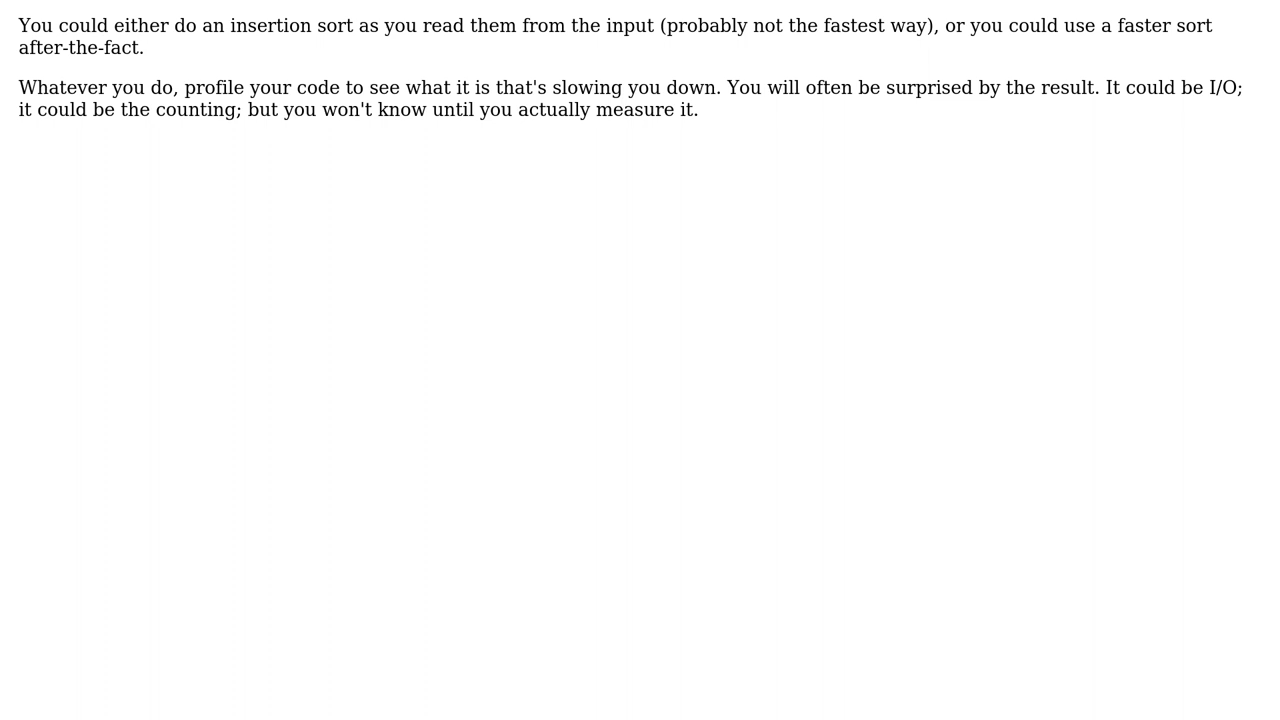 You could either do an insertion sort as you read them from the input (probably not the fastest way), or you could use a faster sort
after-the-fact.
Whatever you do, profile your code to see what it is that's slowing you down. You will often be surprised by the result. It could be I/O;
it could be the counting; but you won't know until you actually measure it.